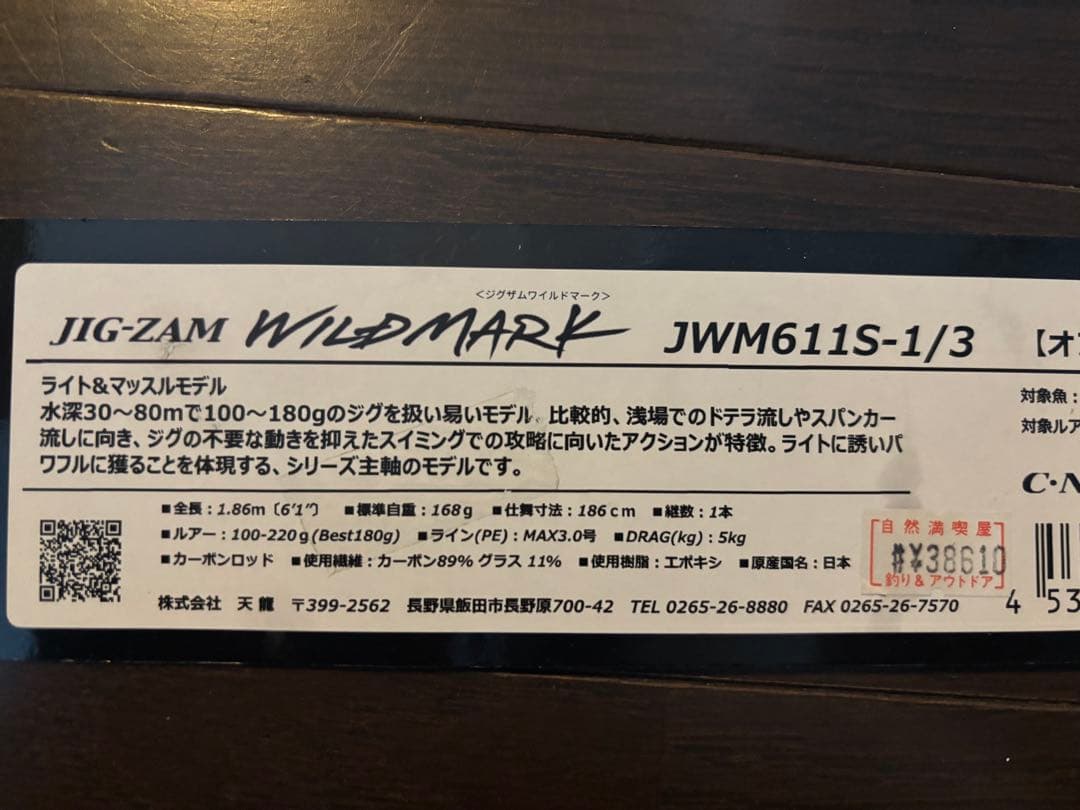 <ジグザムワイルドマーク>
JIG-ZAM WILDMARK JWM611S-1/3 【オ
ライト&マッスルモデル
水深30〜80mで100〜180gのジグを扱い易いモデル 比較的、浅場でのドテラ流しやスパンカー
流しに向き、ジグの不要な動きを抑えたスイミングでの攻略に向いたアクションが特徴。ライトに誘いパ
ワフルに獲ることを体現する、シリーズ主軸のモデルです。
対象魚:
対象ルア
C・N
■全長:1.86m〔6'1"〕 ■標準自重:168g ■仕舞寸法:186cm ■継数:1本
■ルアー:100-220g(Best180g) ■ライン(PE):MAX3.0号 ■DRAG(kg):5kg
■カーボンロッド ■使用繊維:カーボン89% グラス 11% ■使用樹脂:エポキシ ■原産国名:日本
株式会社 天龍 〒399-2562 長野県飯田市長野原700-42 TEL 0265-26-8880 FAX 0265-26-7570
自然満喫屋
#¥38610
釣り&アウトドア
4 53